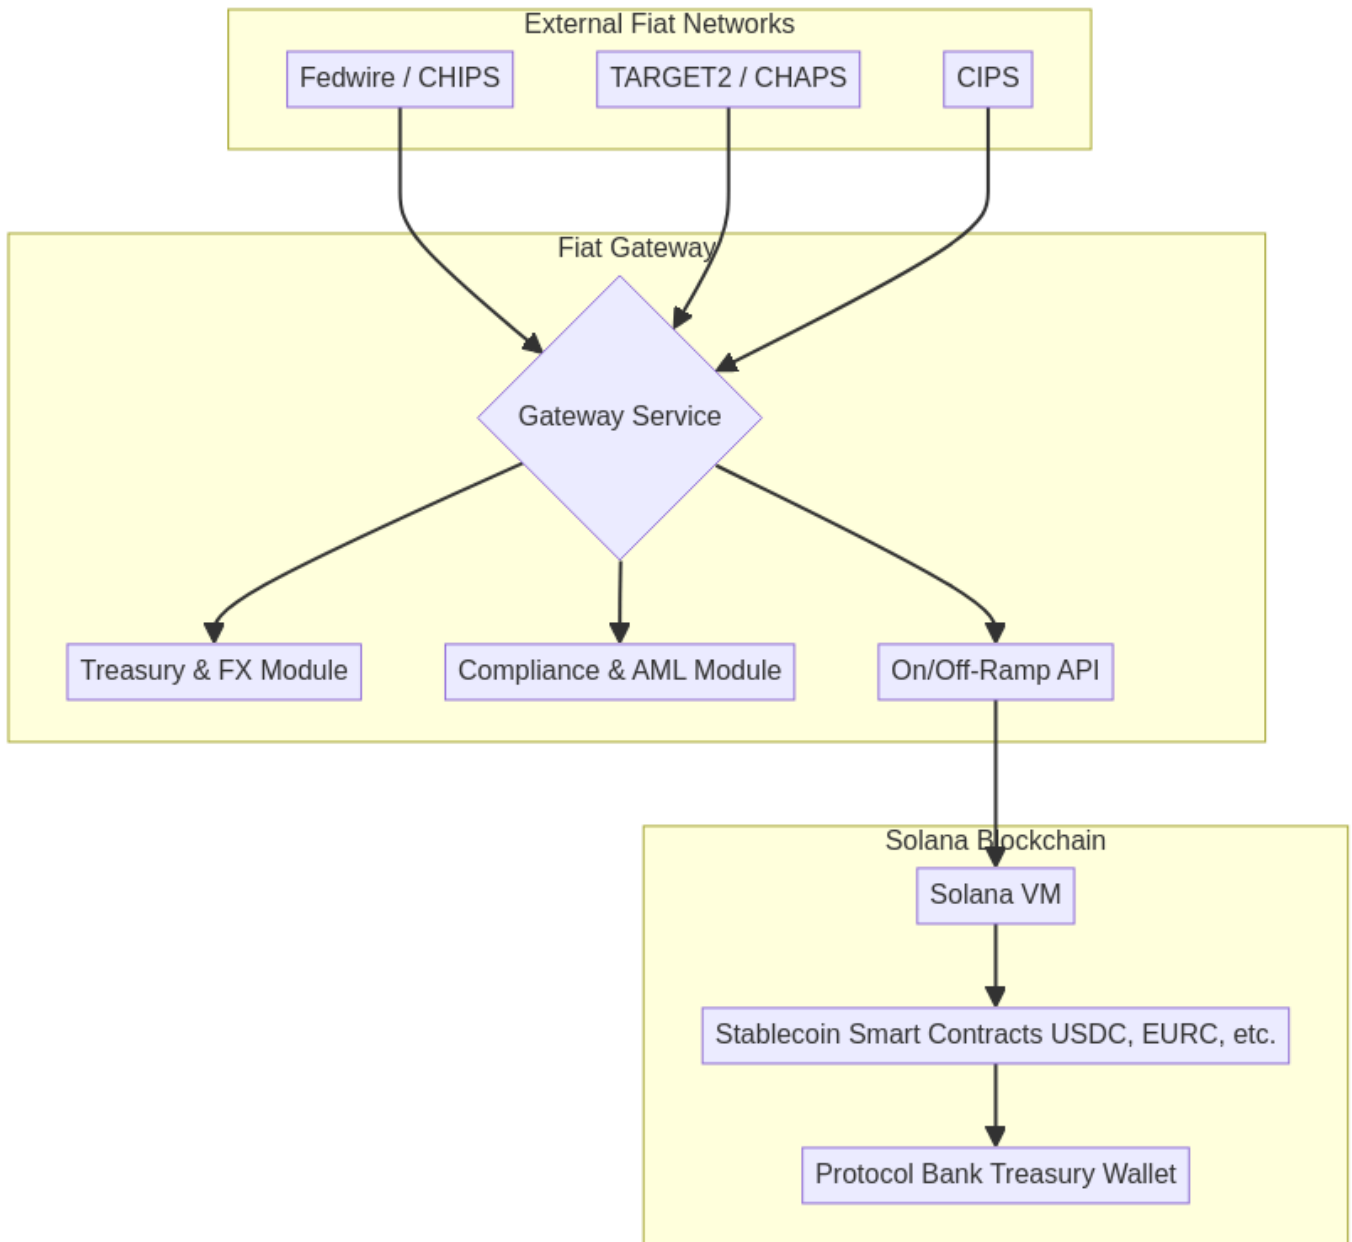 External Fiat Networks
Fedwire / CHIPS
TARGET2 / CHAPS
CIPS
Fiat Gateway
Gateway Service
Treasury & FX Module
Compliance & AML Module
On/Off-Ramp API
Solana Blockchain
Solana VM
Stablecoin Smart Contracts USDC, EURC, etc.
Protocol Bank Treasury Wallet